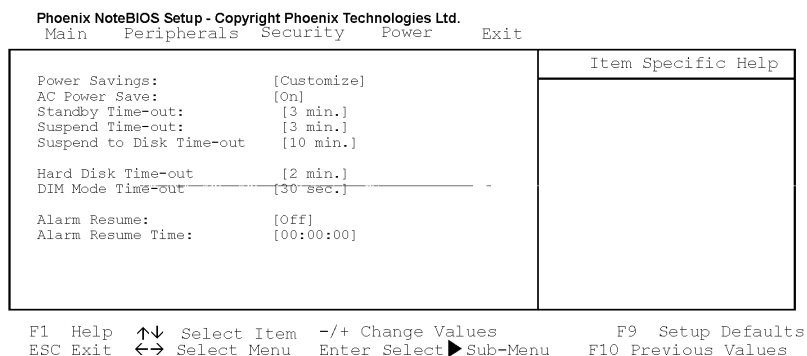 Phoenix NoteBIOS Setup - Copyright Phoenix Technologies Ltd.
Main Peripherals Security Power Exit
Item Specific Help
Power Savings: [Customize]
AC Power Save: [On]
Standby Time-out: [3 min.]
Suspend Time-out: [3 min.]
Suspend to Disk Time-out [10 min.]
Hard Disk Time-out [2 min.]
DIM Mode Time-out [30 sec.]
Alarm Resume: [Off]
Alarm Resume Time: [00:00:00]
F1 Help ↑↓ Select Item -/+ Change Values F9 Setup Defaults
ESC Exit ←→ Select Menu Enter Select ▶ Sub-Menu F10 Previous Values